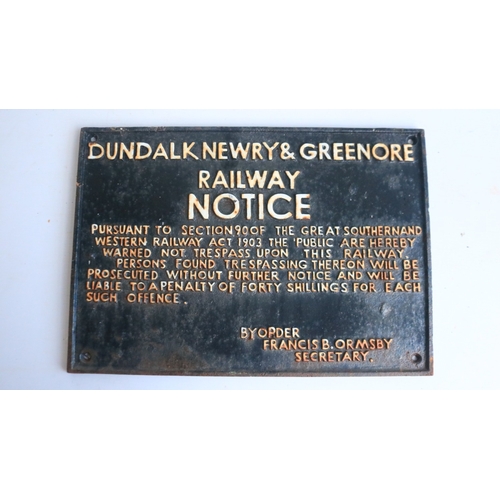 DUNDALK NEWRY & GREENORE
RAILWAY
NOTICE
PURSUANT TO SECTION 90 OF THE GREAT SOUTHERN AND
WESTERN RAILWAY ACT 1903 THE 'PUBLIC ARE HEREBY
WARNED NOT TRESPASS UPON THIS RAILWAY
PERSONS FOUND TRESPASSING THEREON WILL BE
PROSECUTED WITHOUT FURTHER NOTICE AND WILL BE
LIABLE TO A PENALTY OF FORTY SHILLINGS FOR EACH
SUCH OFFENCE.
BY OPDER
FRANCIS B. ORMSBY
SECRETARY.